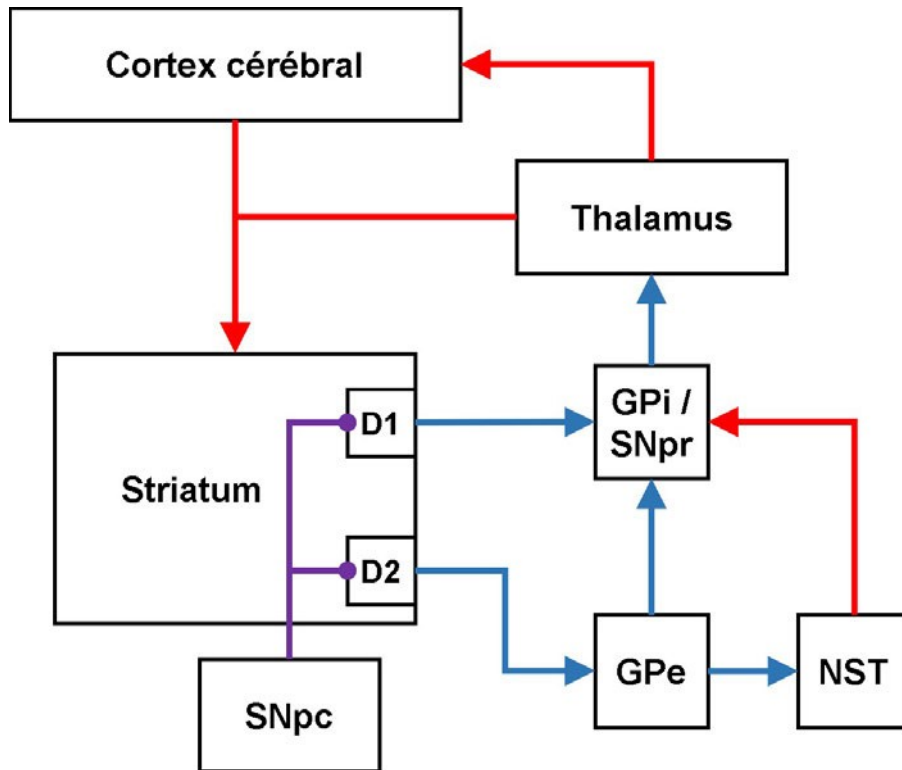 Cortex cérébral
Thalamus
GPi /
SNpr
D1
Striatum
D2
GPe
NST
SNpc